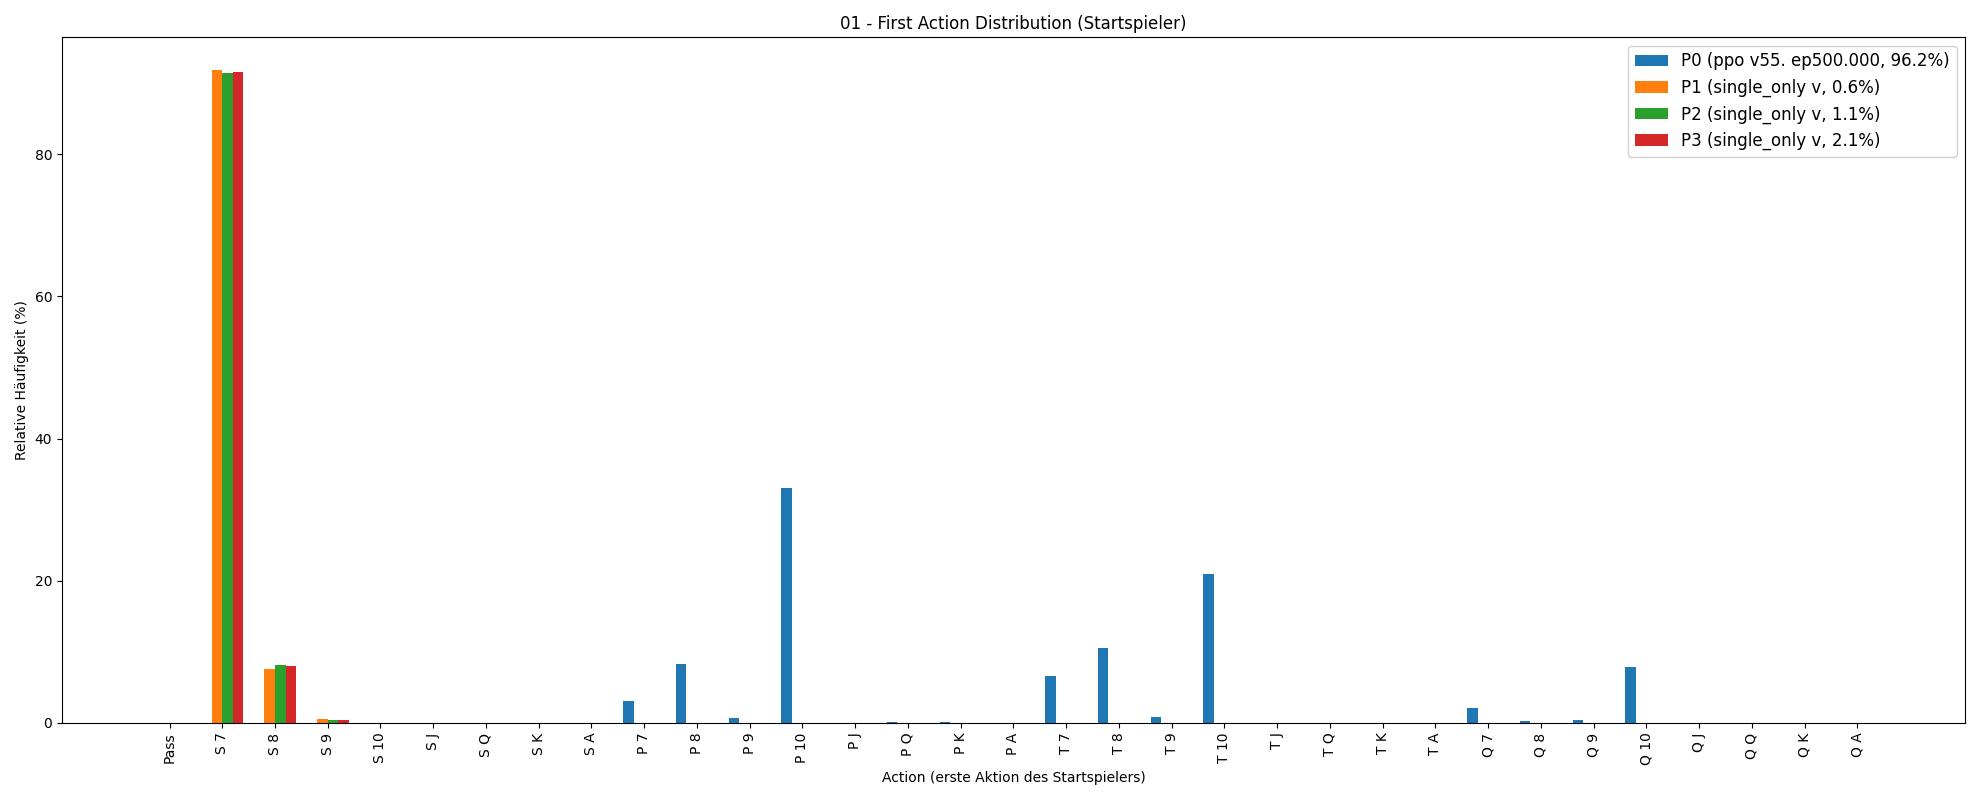 01 - First Action Distribution (Startspieler)
P0 (ppo v55. ep500.000, 96.2%)
P1 (single_only v, 0.6%)
P2 (single_only v, 1.1%)
P3 (single_only v, 2.1%)
Relative Häufigkeit (%)
80
60
40
20
0
Pass
S 7
S 8
S 9
S 10
S J
S Q
S K
S A
P 7
P 8
P 9
P 10
P J
P Q
P K
P A
T 7
T 8
T 9
T 10
T J
T Q
T K
T A
Q 7
Q 8
Q 9
Q 10
Q J
Q Q
Q K
Q A
Action (erste Aktion des Startspielers)